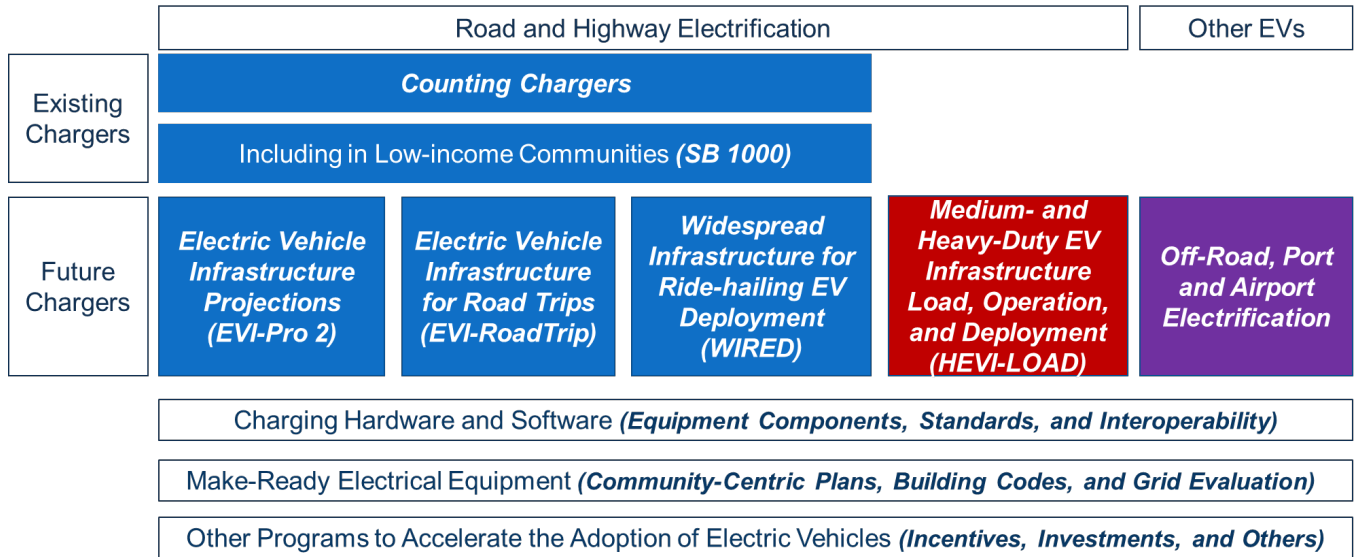 Road and Highway Electrification
Other EVs
Existing
Chargers
Counting Chargers
Including in Low-income Communities (SB 1000)
Future
Chargers
Electric Vehicle
Infrastructure
Projections
(EVI-Pro 2)
Electric Vehicle
Infrastructure
for Road Trips
(EVI-RoadTrip)
Widespread
Infrastructure for
Ride-hailing EV
Deployment
(WIRED)
Medium- and
Heavy-Duty EV
Infrastructure
Load, Operation,
and Deployment
(HEVI-LOAD)
Off-Road, Port
and Airport
Electrification
Charging Hardware and Software (Equipment Components, Standards, and Interoperability)
Make-Ready Electrical Equipment (Community-Centric Plans, Building Codes, and Grid Evaluation)
Other Programs to Accelerate the Adoption of Electric Vehicles (Incentives, Investments, and Others)